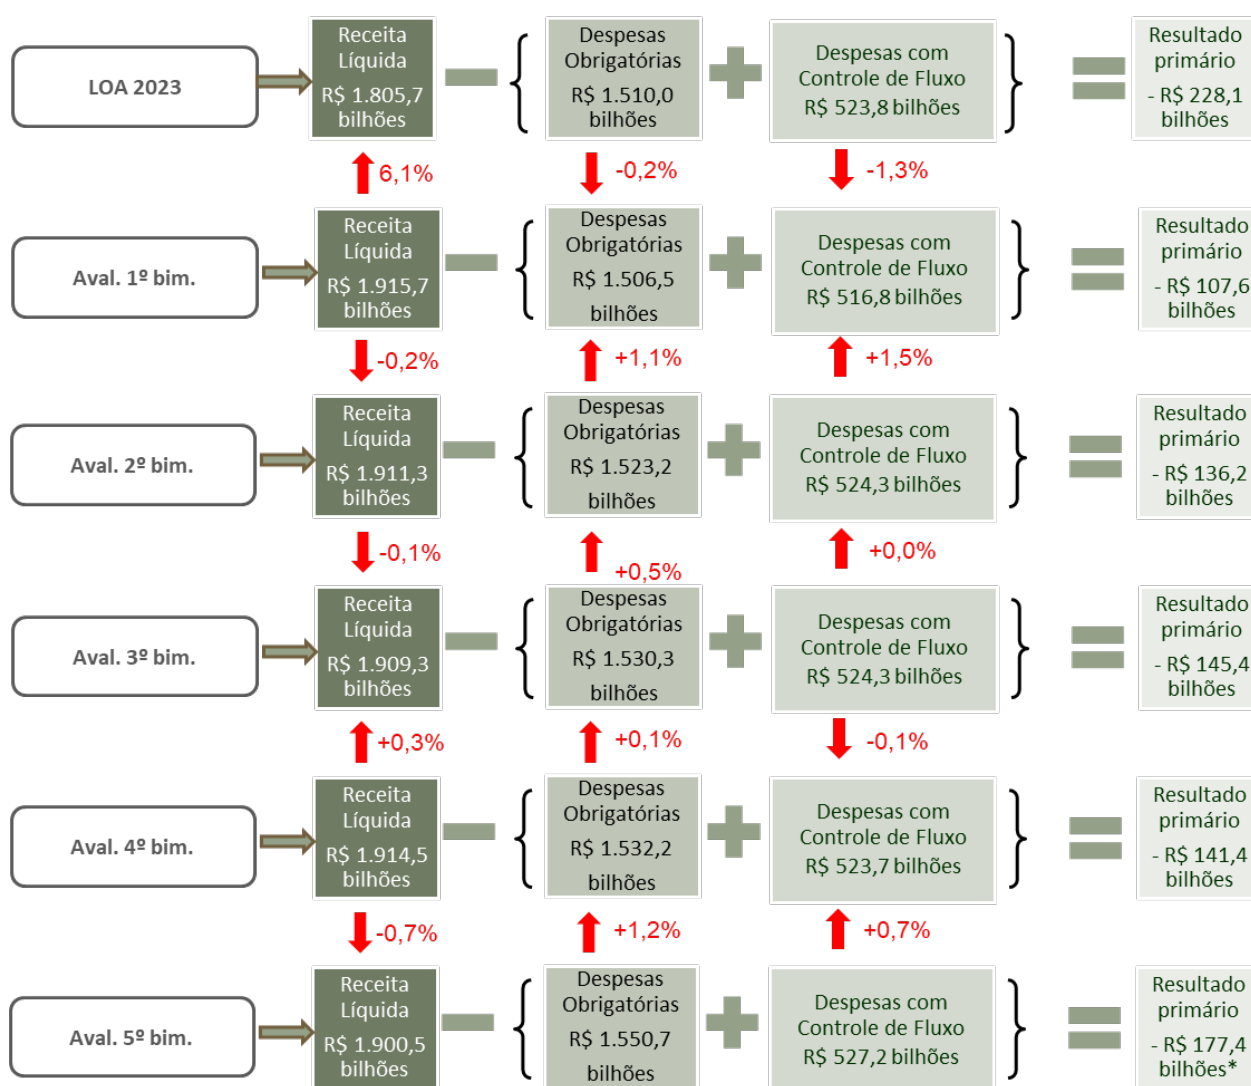 LOA 2023
Receita
Líquida
R$ 1.805,7
bilhões
Despesas
Obrigatórias
R$ 1.510,0
bilhões
Despesas com
Controle de Fluxo
R$ 523,8 bilhões
Resultado
primário
- R$ 228,1
bilhões
6,1%
-0,2%
-1,3%
Aval. 1º bim.
Receita
Líquida
R$ 1.915,7
bilhões
Despesas
Obrigatórias
R$ 1.506,5
bilhões
Despesas com
Controle de Fluxo
R$ 516,8 bilhões
Resultado
primário
- R$ 107,6
bilhões
-0,2%
+1,1%
+1,5%
Aval. 2º bim.
Receita
Líquida
R$ 1.911,3
bilhões
Despesas
Obrigatórias
R$ 1.523,2
bilhões
Despesas com
Controle de Fluxo
R$ 524,3 bilhões
Resultado
primário
- R$ 136,2
bilhões
-0,1%
+0,5%
+0,0%
Aval. 3º bim.
Receita
Líquida
R$ 1.909,3
bilhões
Despesas
Obrigatórias
R$ 1.530,3
bilhões
Despesas com
Controle de Fluxo
R$ 524,3 bilhões
Resultado
primário
- R$ 145,4
bilhões
+0,3%
+0,1%
-0,1%
Aval. 4º bim.
Receita
Líquida
R$ 1.914,5
bilhões
Despesas
Obrigatórias
R$ 1.532,2
bilhões
Despesas com
Controle de Fluxo
R$ 523,7 bilhões
Resultado
primário
- R$ 141,4
bilhões
-0,7%
+1,2%
+0,7%
Aval. 5º bim.
Receita
Líquida
R$ 1.900,5
bilhões
Despesas
Obrigatórias
R$ 1.550,7
bilhões
Despesas com
Controle de Fluxo
R$ 527,2 bilhões
Resultado
primário
- R$ 177,4
bilhões*